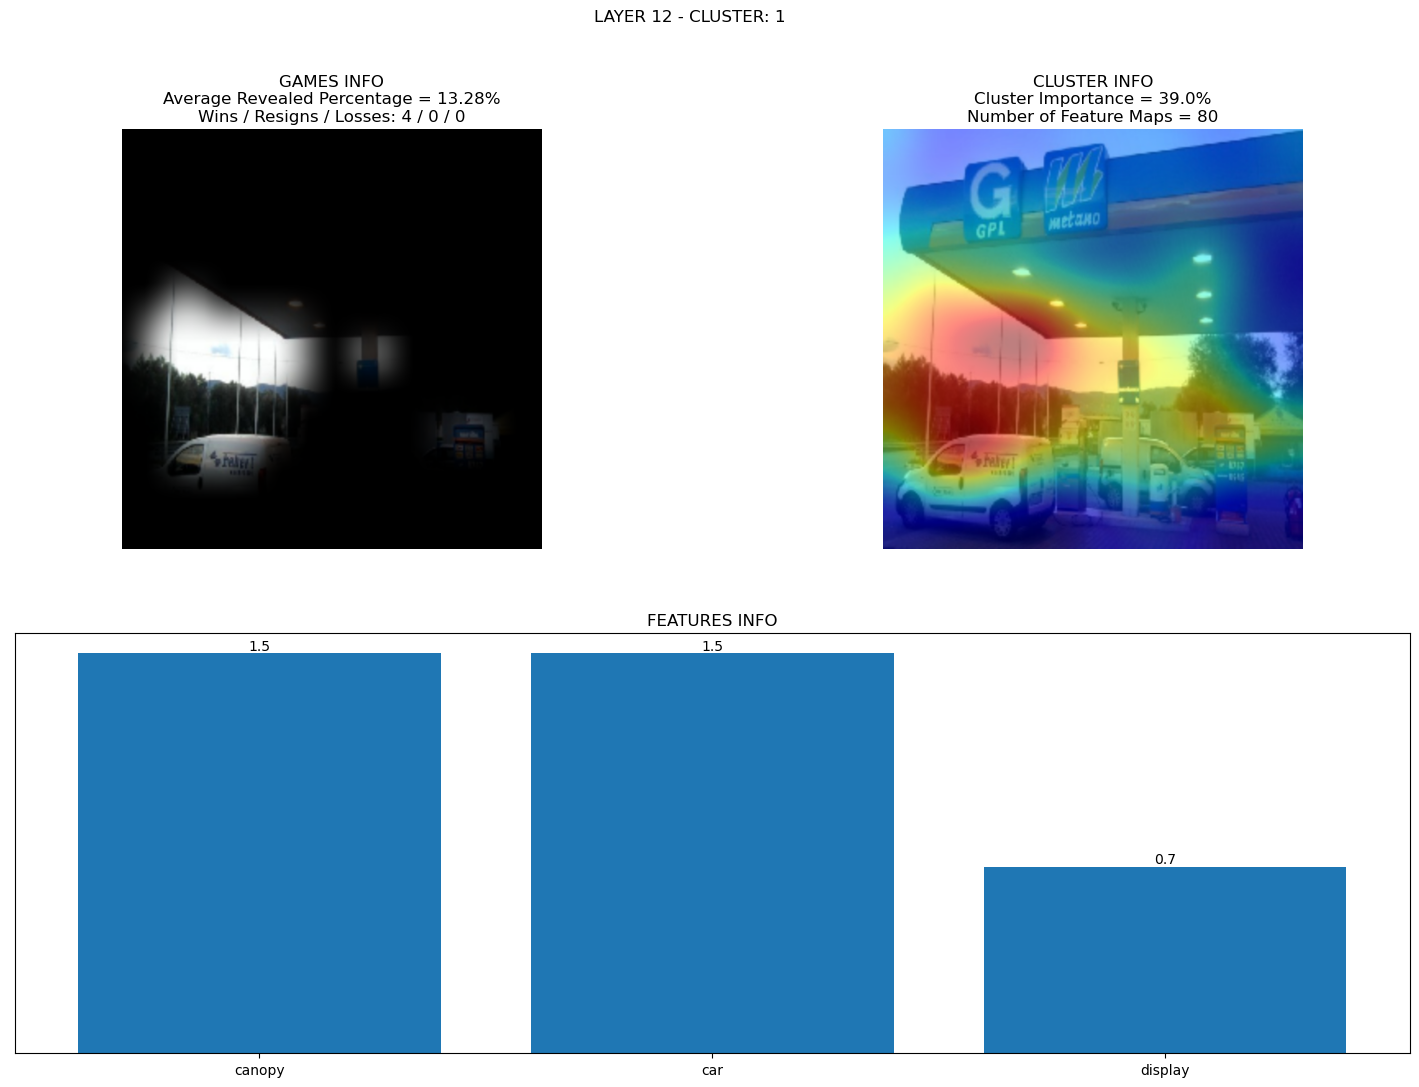 LAYER 12 - CLUSTER: 1
GAMES INFO
Average Revealed Percentage = 13.28%
Wins / Resigns / Losses: 4 / 0 / 0
CLUSTER INFO
Cluster Importance = 39.0%
Number of Feature Maps = 80
G
GPL
metano
FEATURES INFO
1.5
1.5
0.7
canopy
car
display